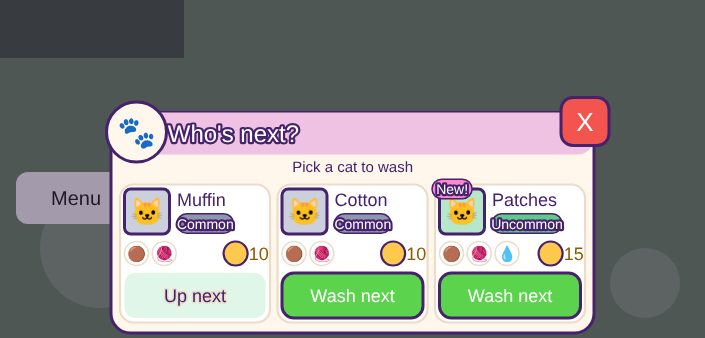 Who's next?
X
Pick a cat to wash
Menu
Muffin
Common
10
Up next
Cotton
Common
10
Wash next
New!
Patches
Uncommon
15
Wash next